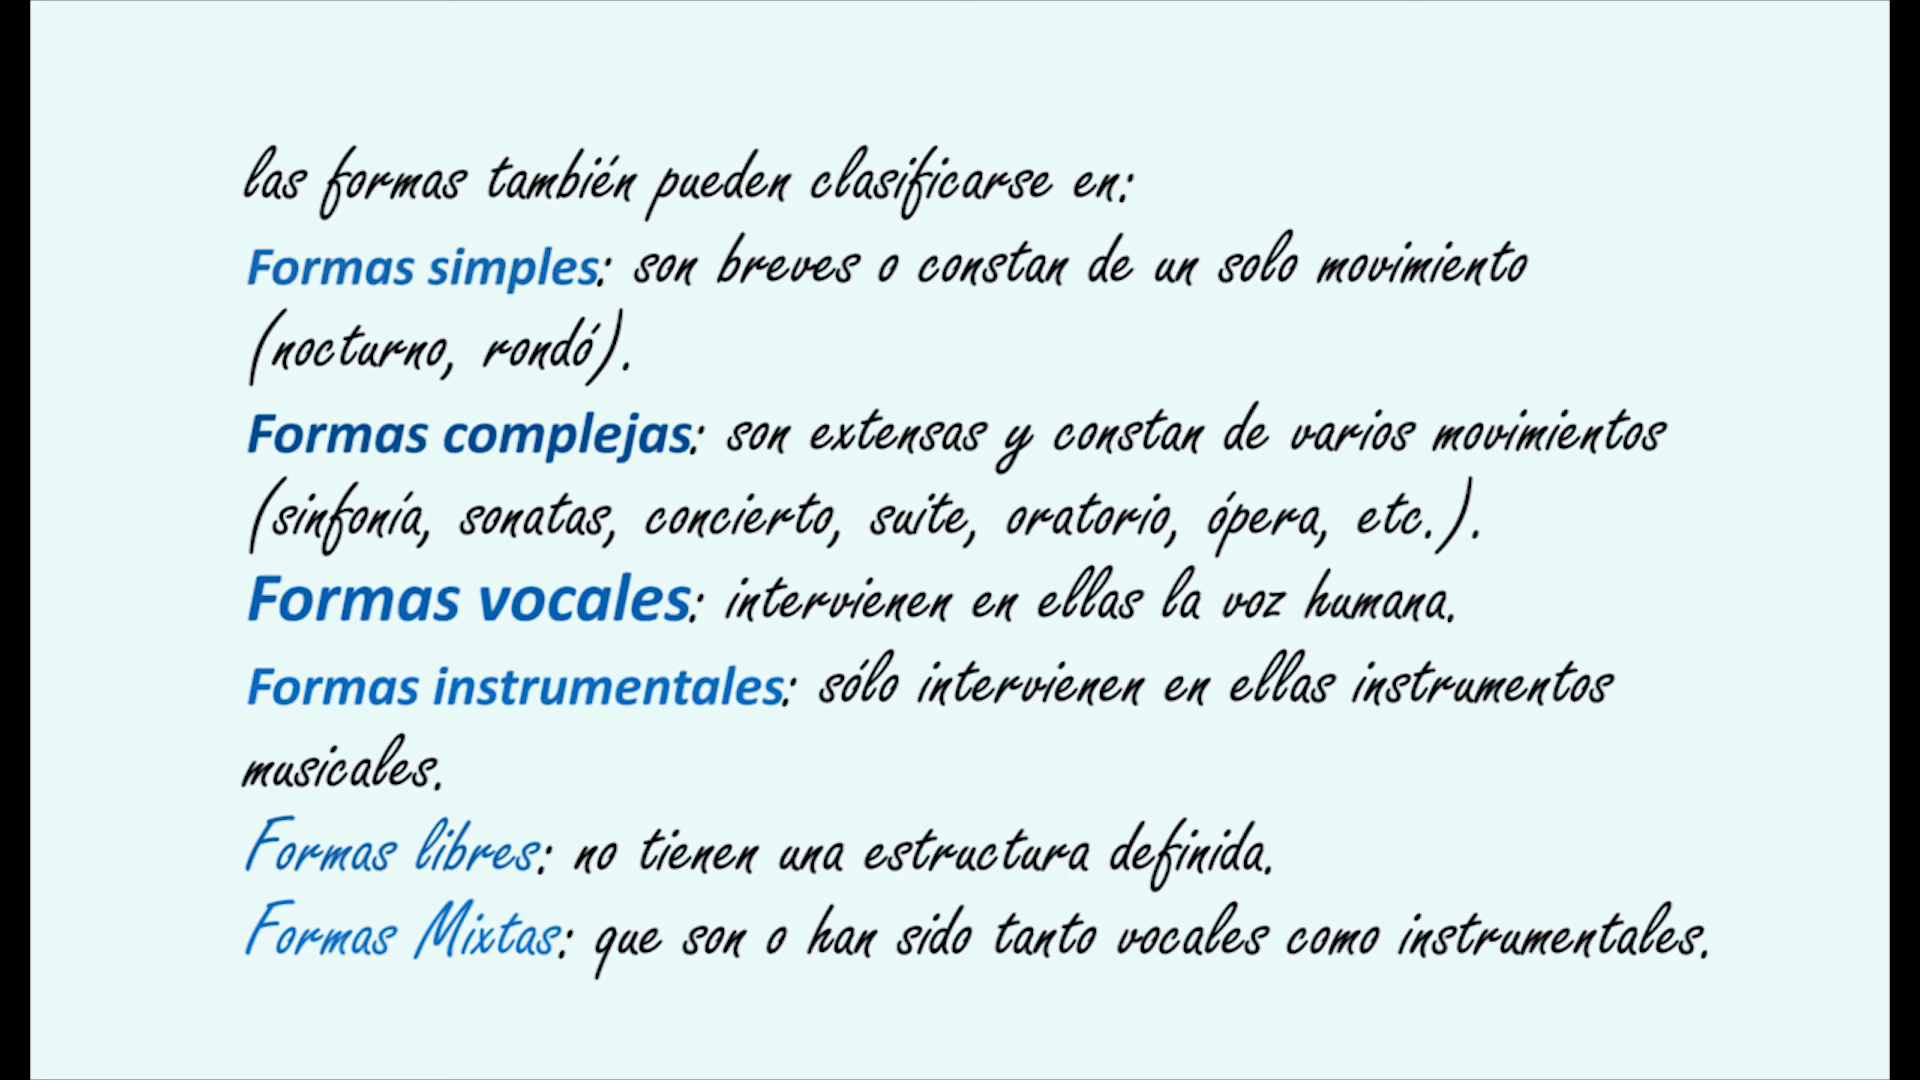 las formas también pueden clasificarse en:
Formas simples: son breves o constan de un solo movimiento
(nocturno, rondó).
Formas complejas: son extensas y constan de varios movimientos
(sinfonía, sonatas, concierto, suite, oratorio, ópera, etc.).
Formas vocales: intervienen en ellas la voz humana.
Formas instrumentales: sólo intervienen en ellas instrumentos
musicales.
Formas libres: no tienen una estructura definida.
Formas Mixtas: que son o han sido tanto vocales como instrumentales.